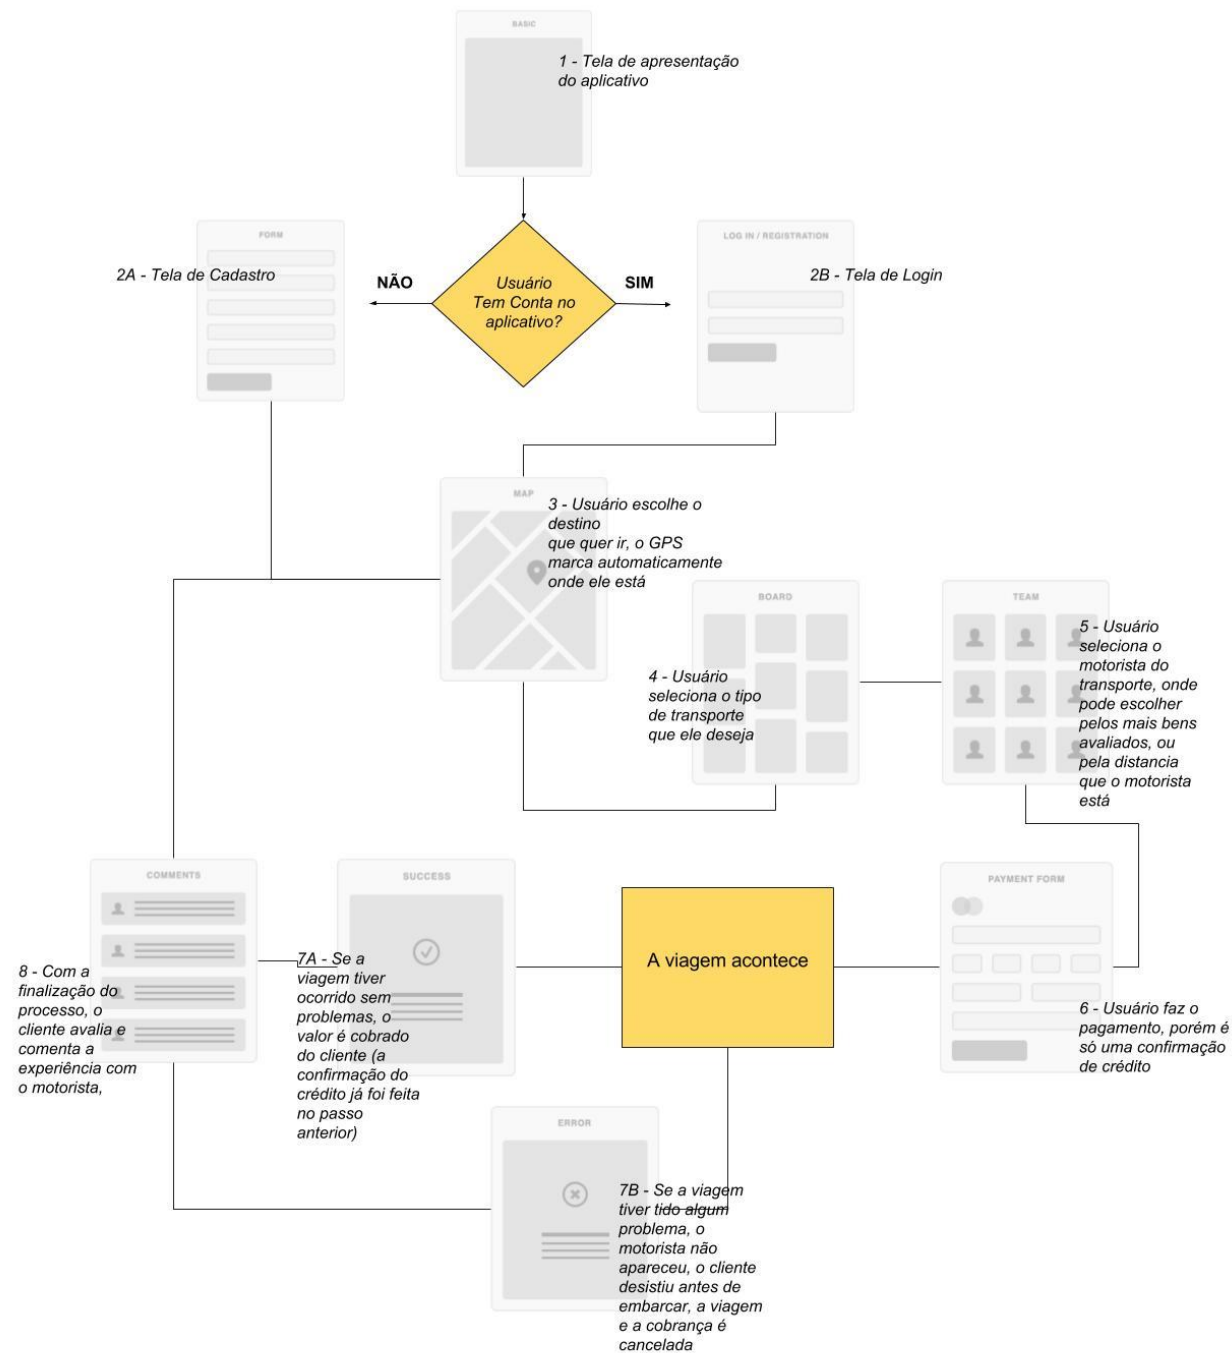 BASIC
1 - Tela de apresentação
do aplicativo
FORM
2A - Tela de Cadastro
NÃO
Usuário
Tem Conta no
aplicativo?
SIM
LOG IN / REGISTRATION
2B - Tela de Login
MAP
3 - Usuário escolhe o
destino
que quer ir, o GPS
marca automaticamente
onde ele está
BOARD
4 - Usuário
seleciona o tipo
de transporte
que ele deseja
TEAM
5 - Usuário
seleciona o
motorista do
transporte, onde
pode escolher
pelos mais bens
avaliados, ou
pela distancia
que o motorista
está
PAYMENT FORM
6 - Usuário faz o
pagamento, porém é
só uma confirmação
de crédito
A viagem acontece
SUCCESS
7A - Se a
viagem tiver
ocorrido sem
problemas, o
valor é cobrado
do cliente (a
confirmação do
crédito já foi feita
no passo
anterior)
ERROR
7B - Se a viagem
tiver tido algum
problema, o
motorista não
apareceu, o cliente
desistiu antes de
embarcar, a viagem
e a cobrança é
cancelada
COMMENTS
8 - Com a
finalização do
processo, o
cliente avalia e
comenta a
experiência com
o motorista,